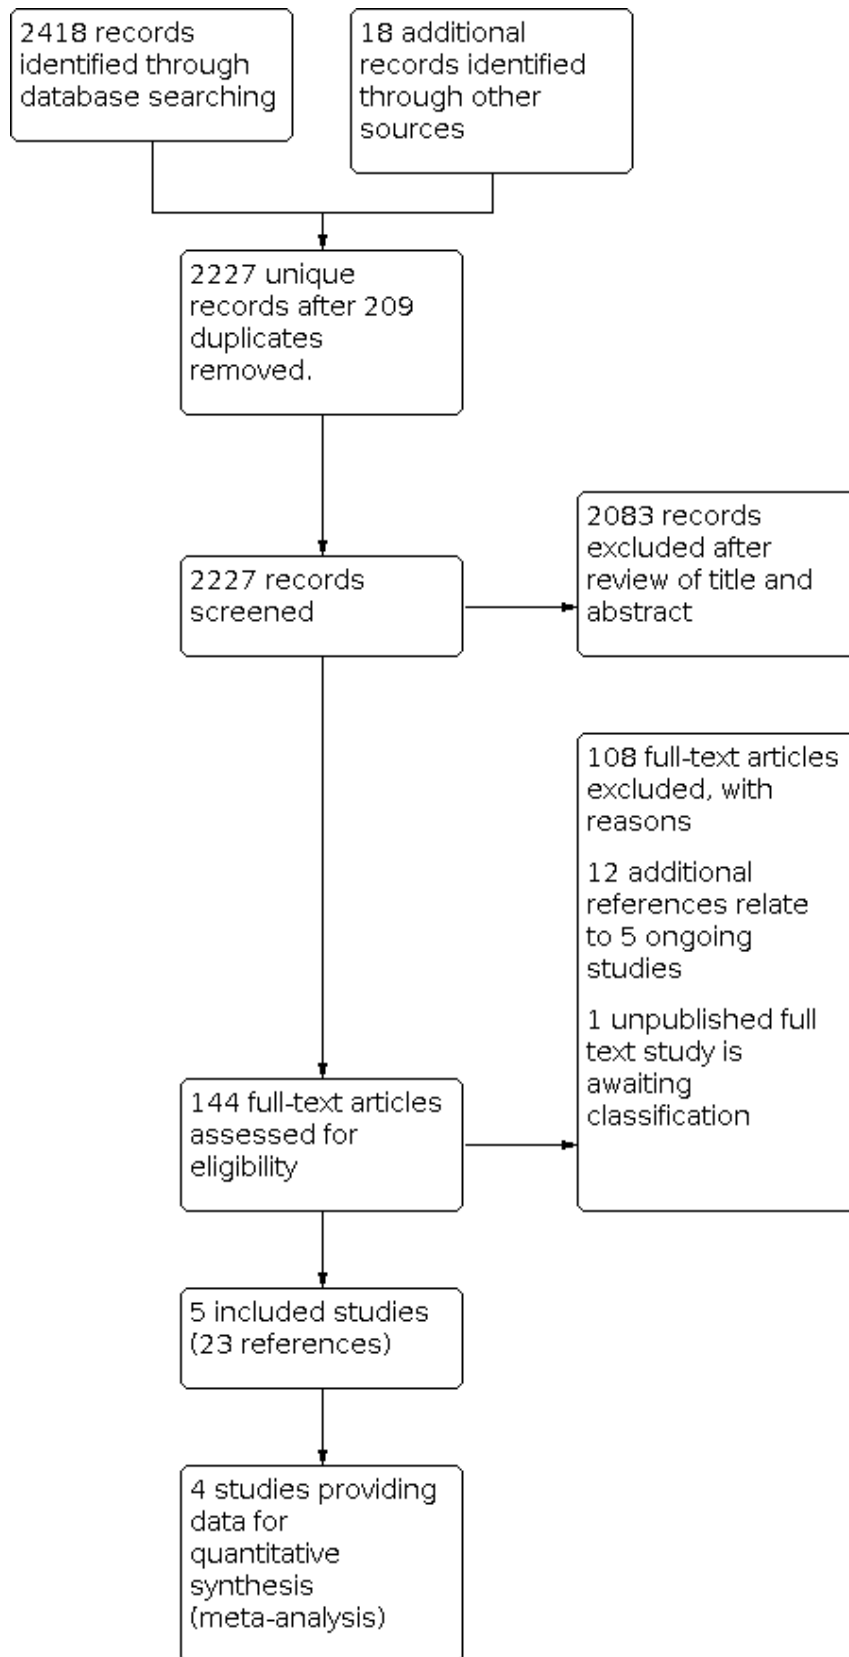 2418 records
identified through
database searching
18 additional
records identified
through other
sources
2227 unique
records after 209
duplicates
removed.
2083 records
excluded after
review of title and
abstract
2227 records
screened
108 full-text articles
excluded, with
reasons
12 additional
references relate
to 5 ongoing
studies
1 unpublished full
text study is
awaiting
classification
144 full-text articles
assessed for
eligibility
5 included studies
(23 references)
4 studies providing
data for
quantitative
synthesis
(meta-analysis)